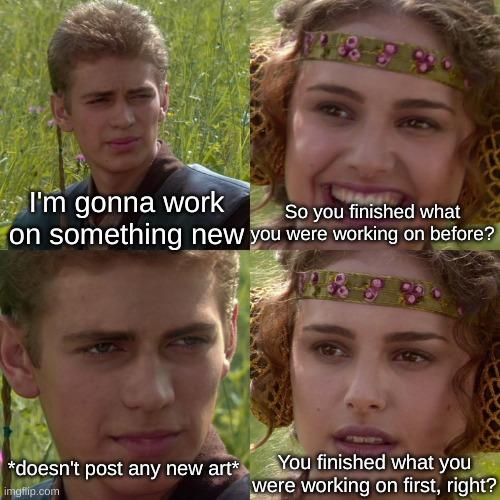 I'm gonna work
on something new
So you finished what
you were working on before?
*doesn't post any new art*
You finished what you
were working on first, right?
imgflip.com